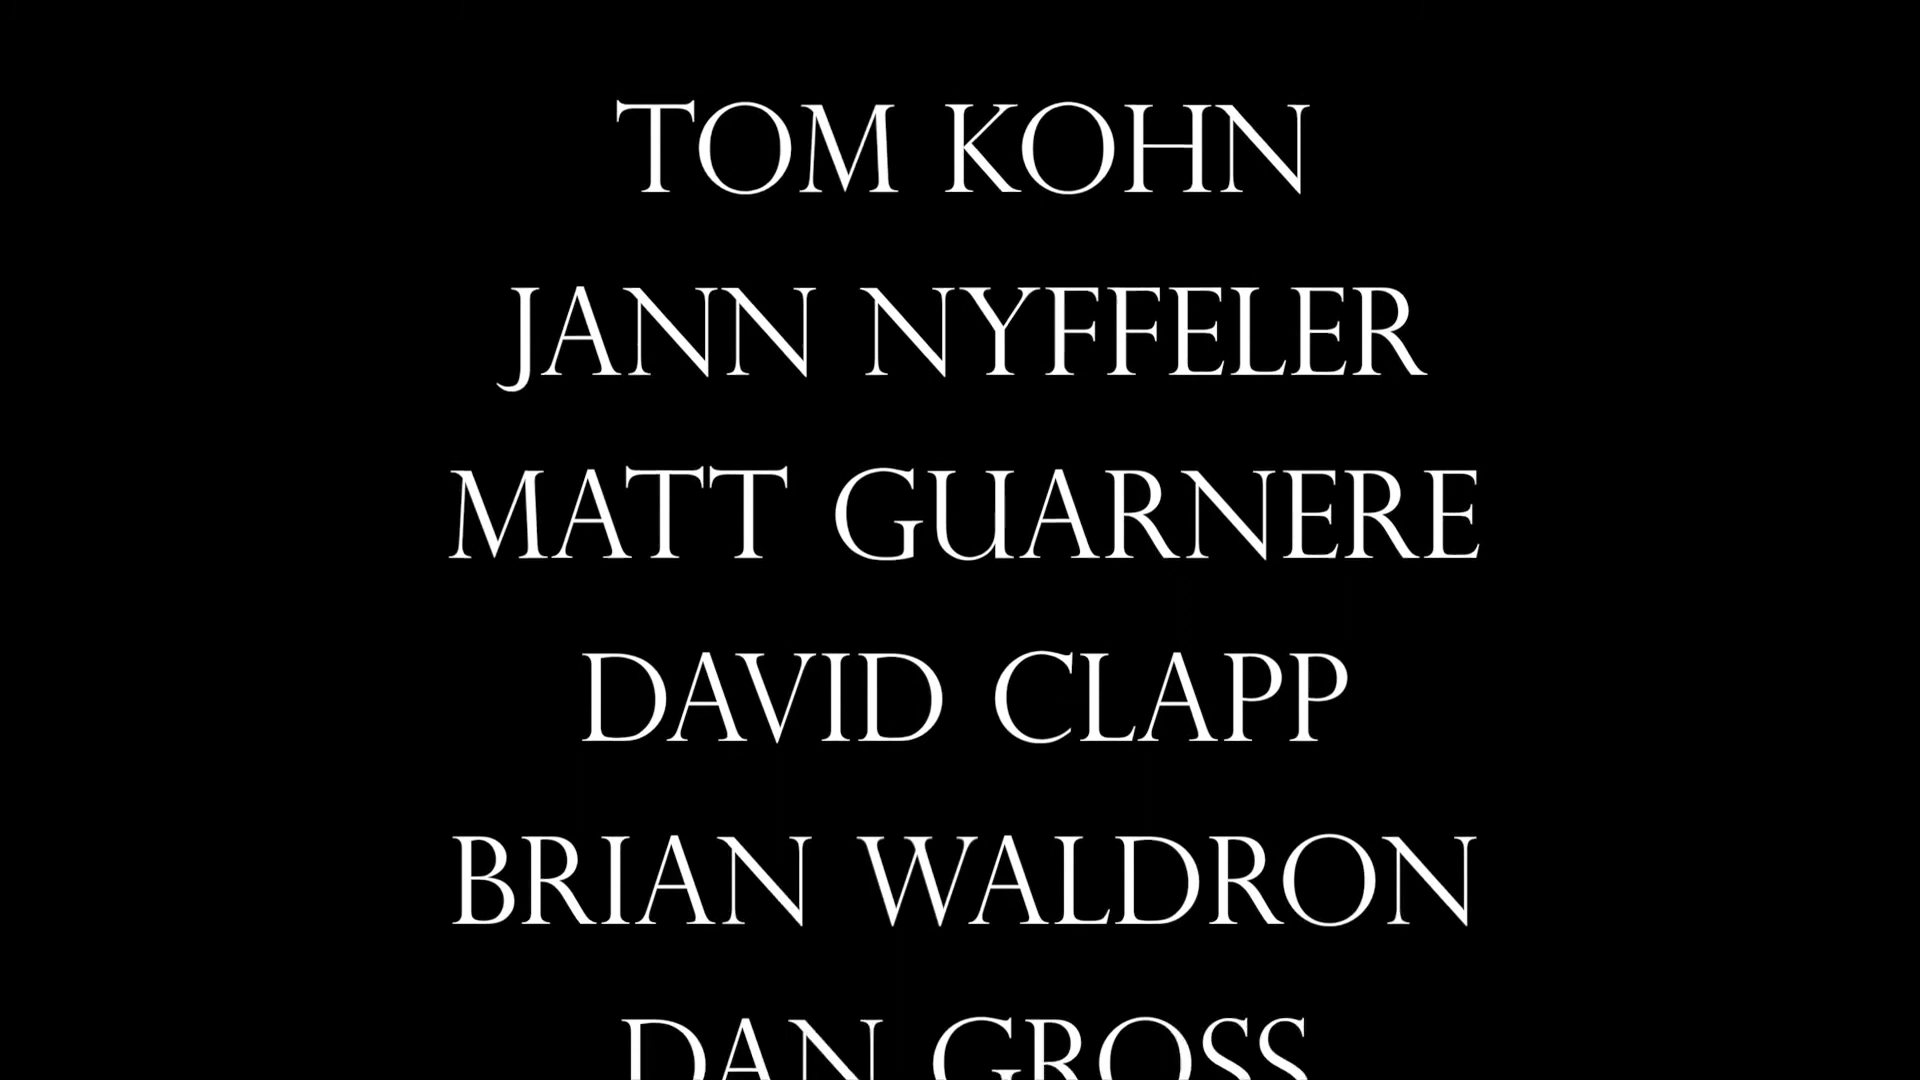 TOM KOHN
JANN NYFFELER
MATT GUARNERE
DAVID CLAPP
BRIAN WALDRON
DAN GROSS